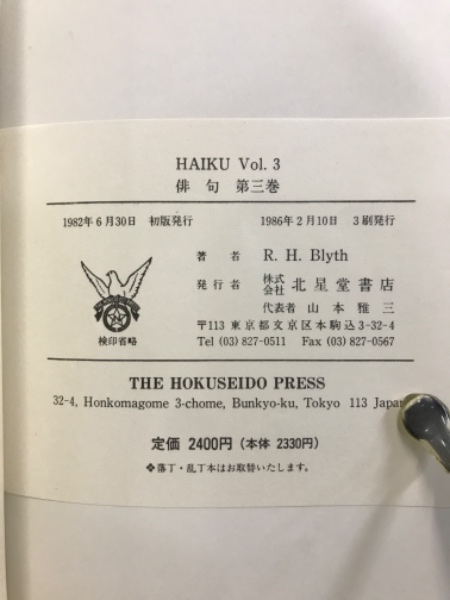 HAIKU Vol. 3
俳句 第三巻
1982年6月30日 初版発行 1986年2月10日 3刷発行
著者 R. H. Blyth
発行者 株式会社 北星堂書店
代表者 山本雅三
〒113 東京都文京区本駒込3-32-4
Tel (03) 827-0511 Fax (03) 827-0567
検印省略
THE HOKUSEIDO PRESS
32-4, Honkomagome 3-chome, Bunkyo-ku, Tokyo 113 Japan
定価 2400円(本体 2330円)
❖落丁・乱丁本はお取替いたします。